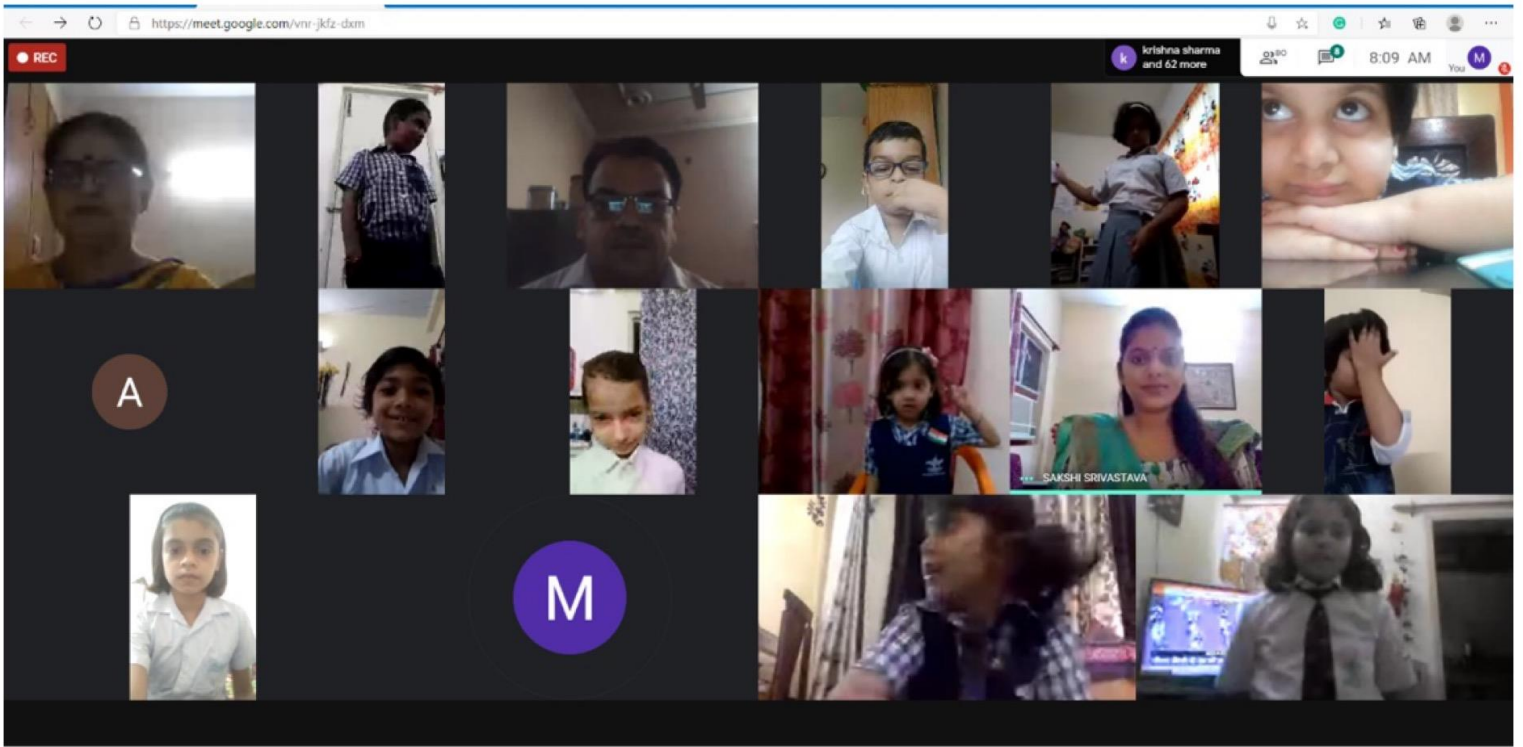 https://meet.google.com/vnr-jkfz-dxm
REC
k
krishna sharma
and 62 more
80
8
8:09 AM
You
M
A
SAKSHI SRIVASTAVA
M